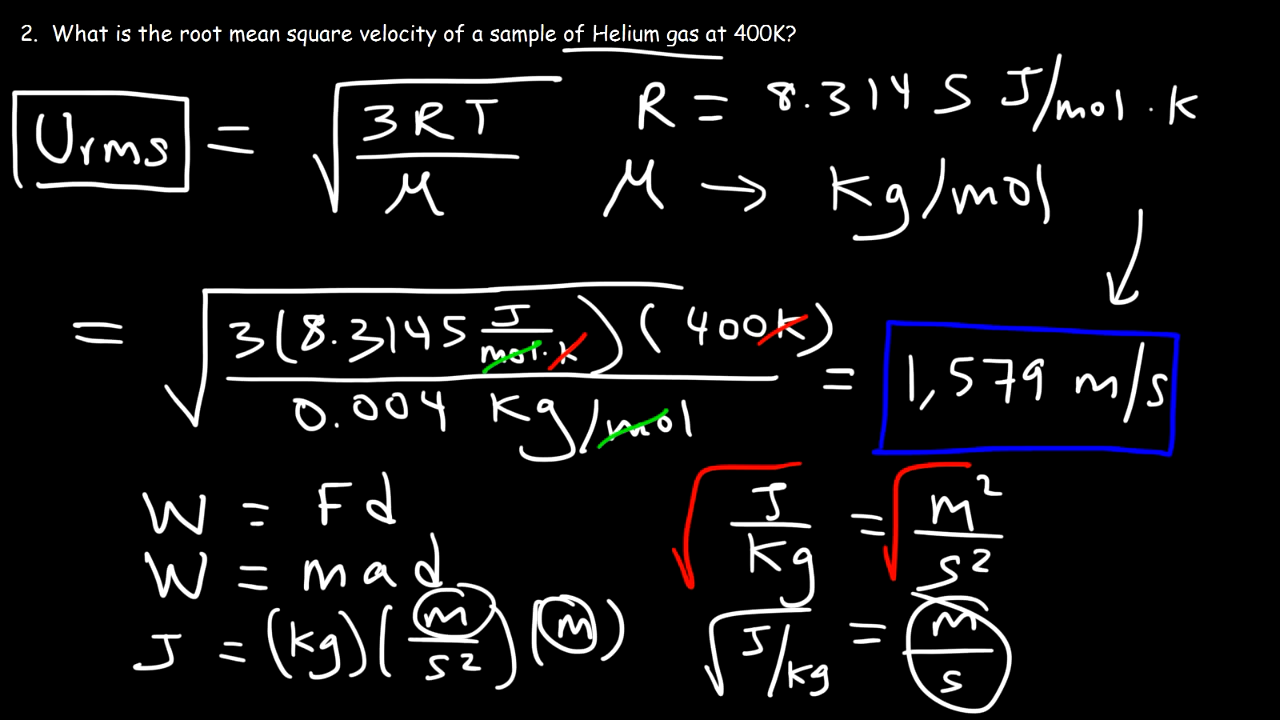 2. What is the root mean square velocity of a sample of Helium gas at 400K?
Urms = √(3RT / M) R = 8.3145 J/mol·K
M → Kg/mol
= √(3(8.3145 J/mol·K)(400K) / 0.004 Kg/mol) = 1,579 m/s
W = Fd
√(J/Kg) = √(m²/s²)
W = mad
J = (kg)(m/s²)(m)
√(J/kg) = m/s